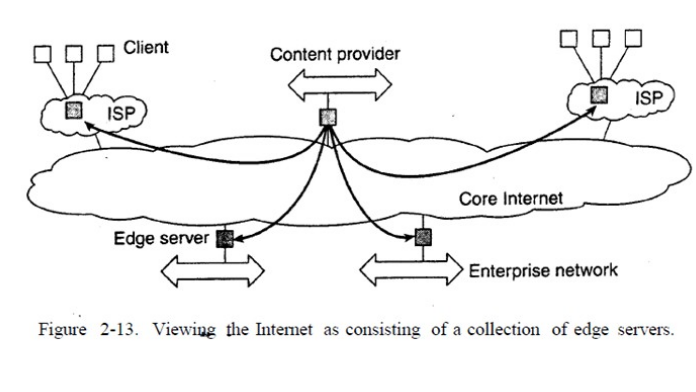 Client
Content provider
ISP
ISP
Core Internet
Edge server
Enterprise network
Figure 2-13. Viewing the Internet as consisting of a collection of edge servers.